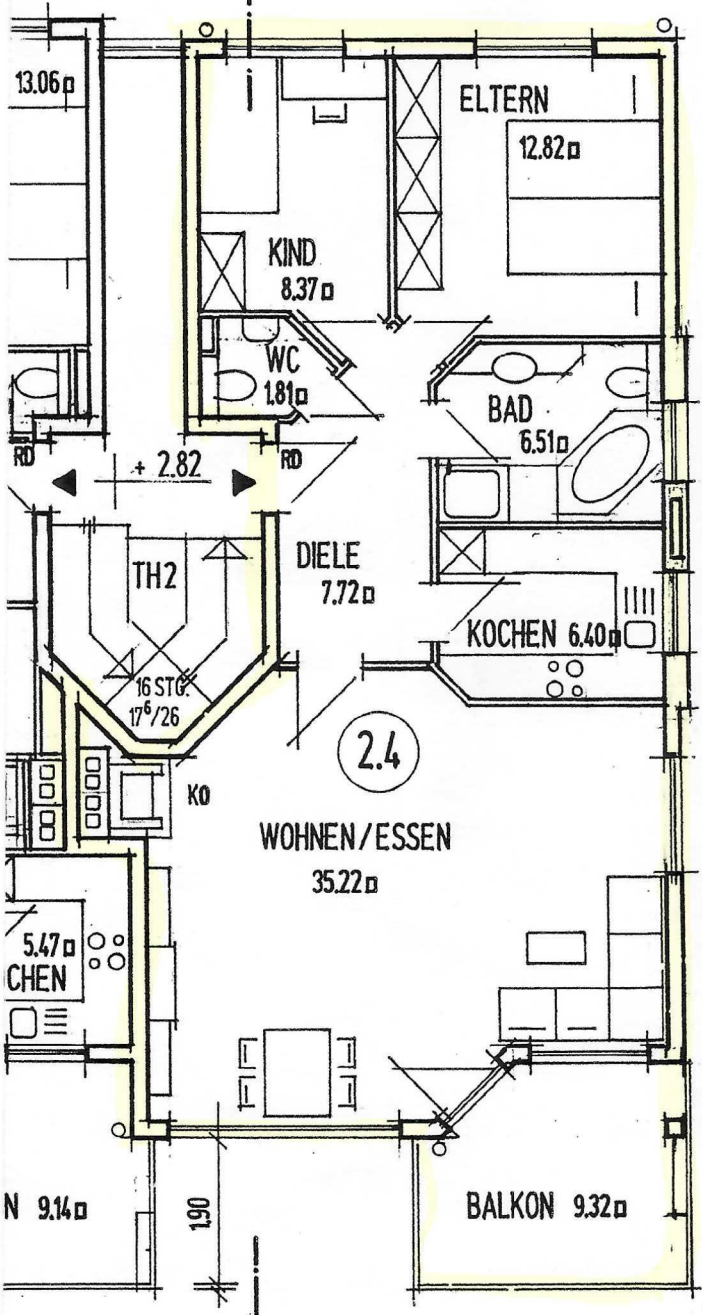 13.06
ELTERN
12.82
KIND
8.37
WC
1.81
BAD
6.51
RD
+ 2.82
RD
TH2
DIELE
7.72
KOCHEN 6.40
16 STG.
17⁶/26
2.4
KO
WOHNEN/ESSEN
35.22
5.47
CHEN
N 9.14
1.90
BALKON 9.32